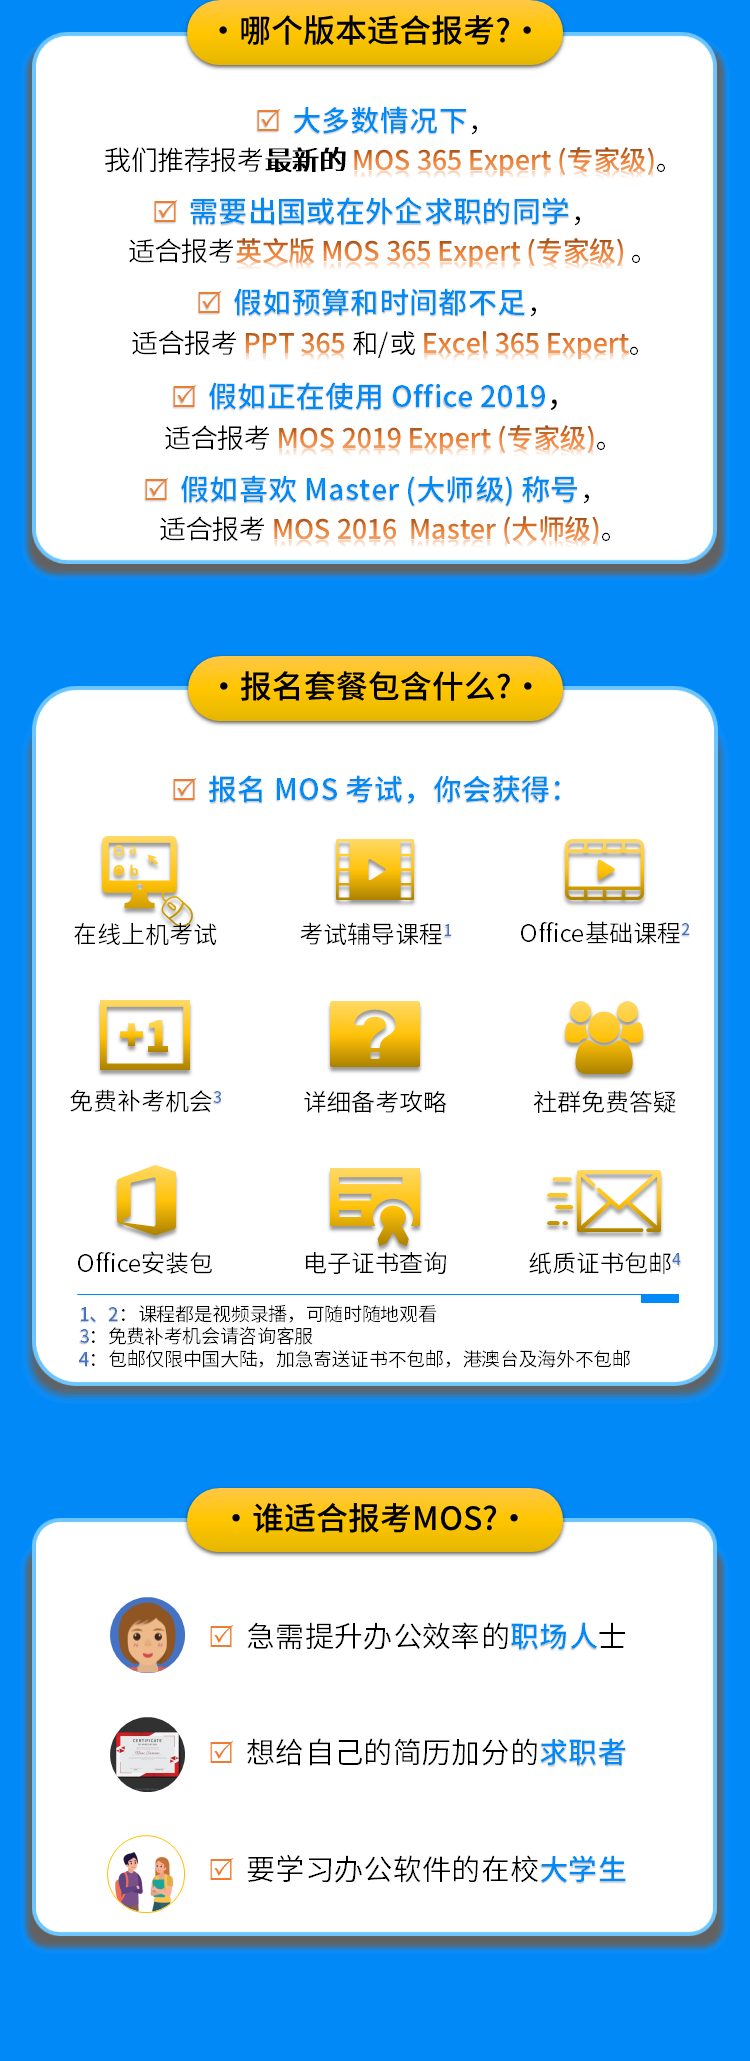 ·哪个版本适合报考?·
大多数情况下，
我们推荐报考最新的 MOS 365 Expert (专家级)。
需要出国或在外企求职的同学，
适合报考英文版 MOS 365 Expert (专家级) 。
假如预算和时间都不足，
适合报考 PPT 365 和/或 Excel 365 Expert。
假如正在使用 Office 2019，
适合报考 MOS 2019 Expert (专家级)。
假如喜欢 Master (大师级) 称号，
适合报考 MOS 2016 Master (大师级)。
·报名套餐包含什么?·
报名 MOS 考试，你会获得：
在线上机考试
考试辅导课程1
Office基础课程2
+1
?
免费补考机会3
详细备考攻略
社群免费答疑
Office安装包
电子证书查询
纸质证书包邮4
1、2：课程都是视频录播，可随时随地观看
3：免费补考机会请咨询客服
4：包邮仅限中国大陆，加急寄送证书不包邮，港澳台及海外不包邮
·谁适合报考MOS?·
急需提升办公效率的职场人士
CERTIFICATE
想给自己的简历加分的求职者
要学习办公软件的在校大学生